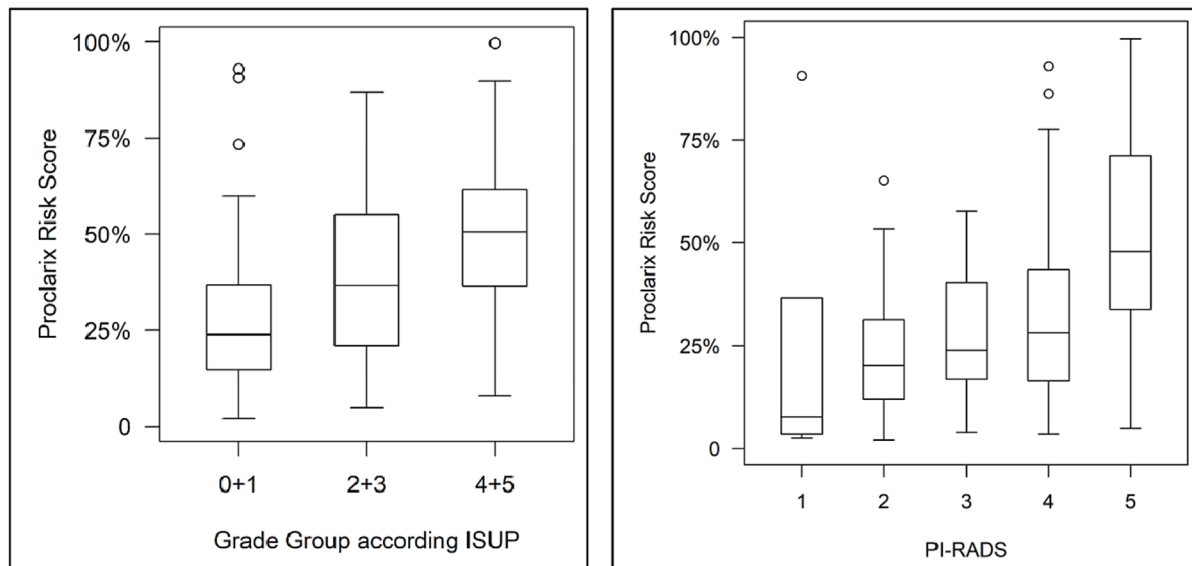 Proclarix Risk Score
100%
75%
50%
25%
0
0+1 2+3 4+5
Grade Group according ISUP
Proclarix Risk Score
100%
75%
50%
25%
0
1 2 3 4 5
PI-RADS